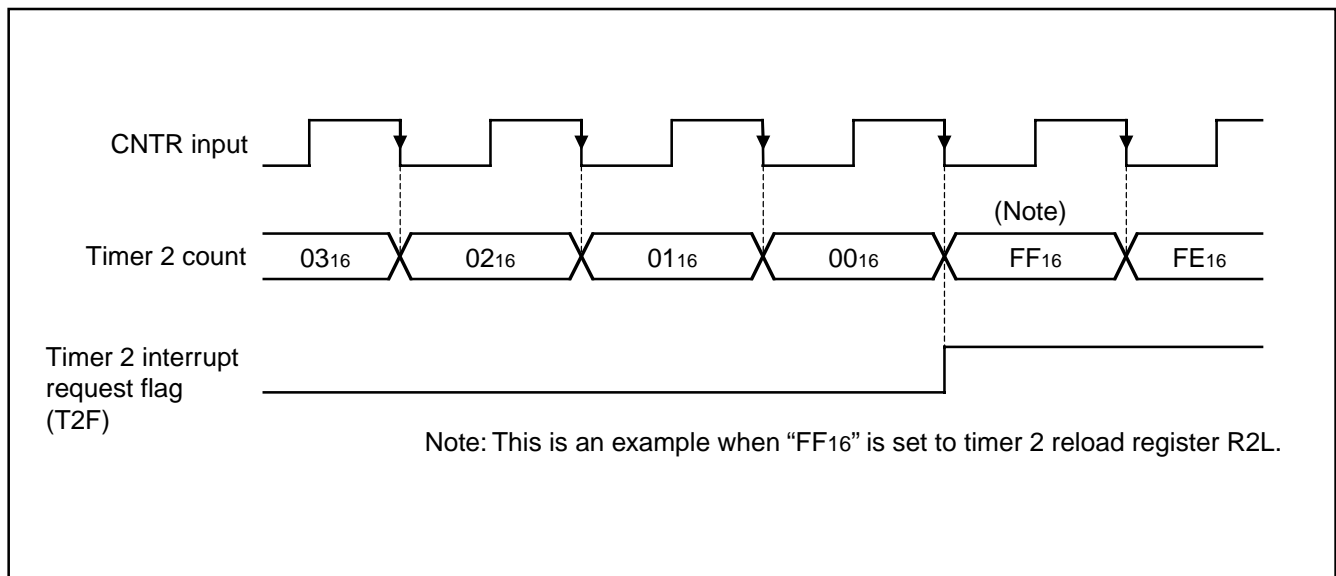 CNTR input
(Note)
Timer 2 count
0316
0216
0116
0016
FF16
FE16
Timer 2 interrupt
request flag
(T2F)
Note: This is an example when “FF16” is set to timer 2 reload register R2L.